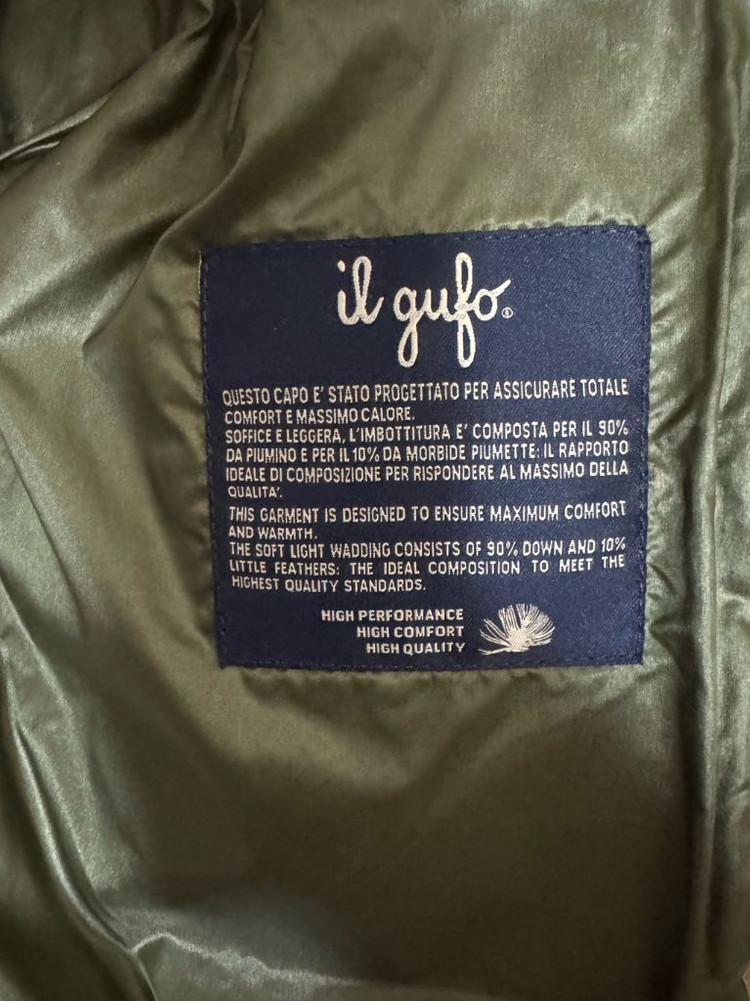 il gufo®
QUESTO CAPO E' STATO PROGETTATO PER ASSICURARE TOTALE
COMFORT E MASSIMO CALORE.
SOFFICE E LEGGERA, L'IMBOTTITURA E' COMPOSTA PER IL 90%
DA PIUMINO E PER IL 10% DA MORBIDE PIUMETTE: IL RAPPORTO
IDEALE DI COMPOSIZIONE PER RISPONDERE AL MASSIMO DELLA
QUALITA'.
THIS GARMENT IS DESIGNED TO ENSURE MAXIMUM COMFORT
AND WARMTH.
THE SOFT LIGHT WADDING CONSISTS OF 90% DOWN AND 10%
LITTLE FEATHERS: THE IDEAL COMPOSITION TO MEET THE
HIGHEST QUALITY STANDARDS.
HIGH PERFORMANCE
HIGH COMFORT
HIGH QUALITY